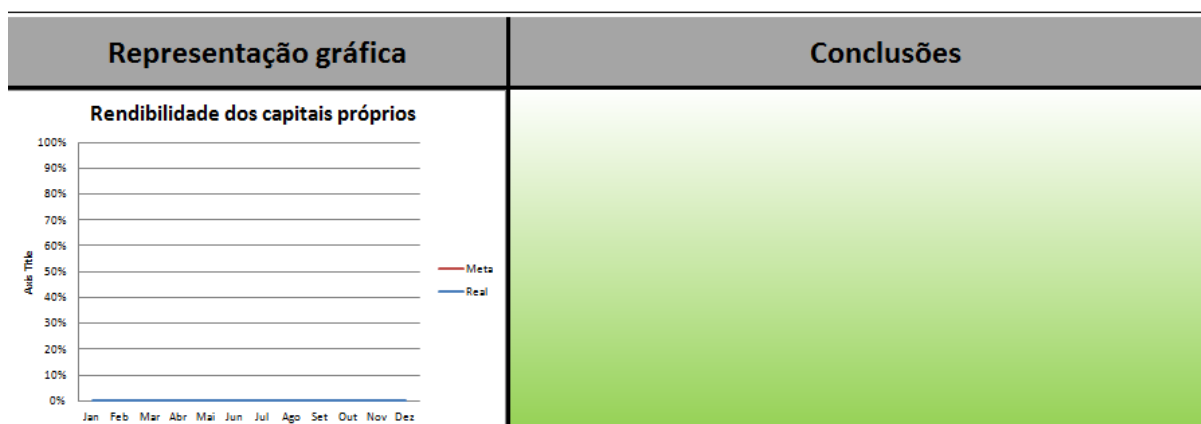 Representação gráfica
Conclusões
Rendibilidade dos capitais próprios
100%
90%
80%
70%
60%
50%
40%
30%
20%
10%
0%
Axis Title
Jan Feb Mar Abr Mai Jun Jul Ago Set Out Nov Dez
Meta
Real